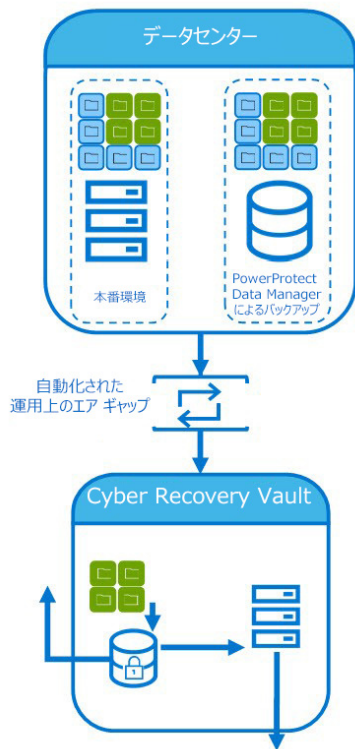 データセンター
本番環境
PowerProtect
Data Manager
によるバックアップ
自動化された
運用上のエア ギャップ
Cyber Recovery Vault